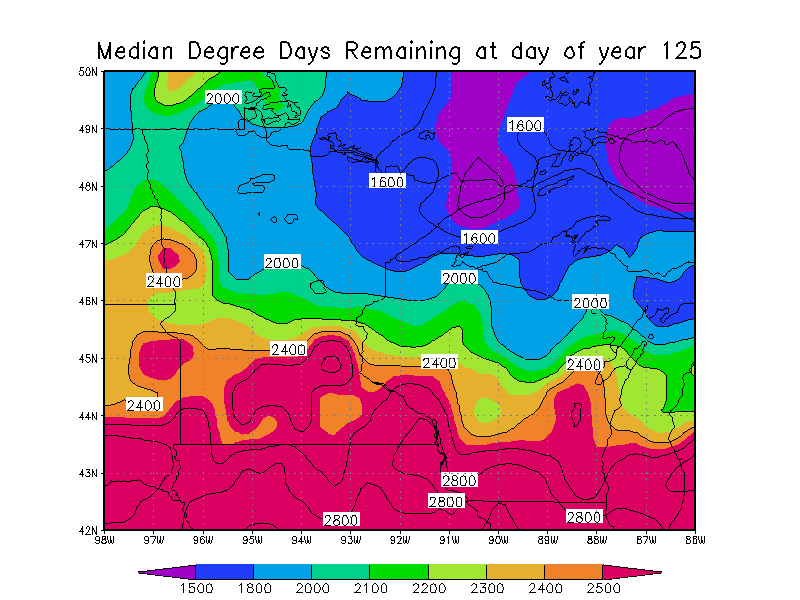 Median Degree Days Remaining at day of year 125
50N
2000
49N
1600
48N
1600
47N
1600
2000
2400
2000
46N
2000
45N
2400
2400
2400
44N
2400
43N
2800
2800
2800
2800
42N
98W 97W 96W 95W 94W 93W 92W 91W 90W 89W 88W 87W 86W
1500 1800 2000 2100 2200 2300 2400 2500